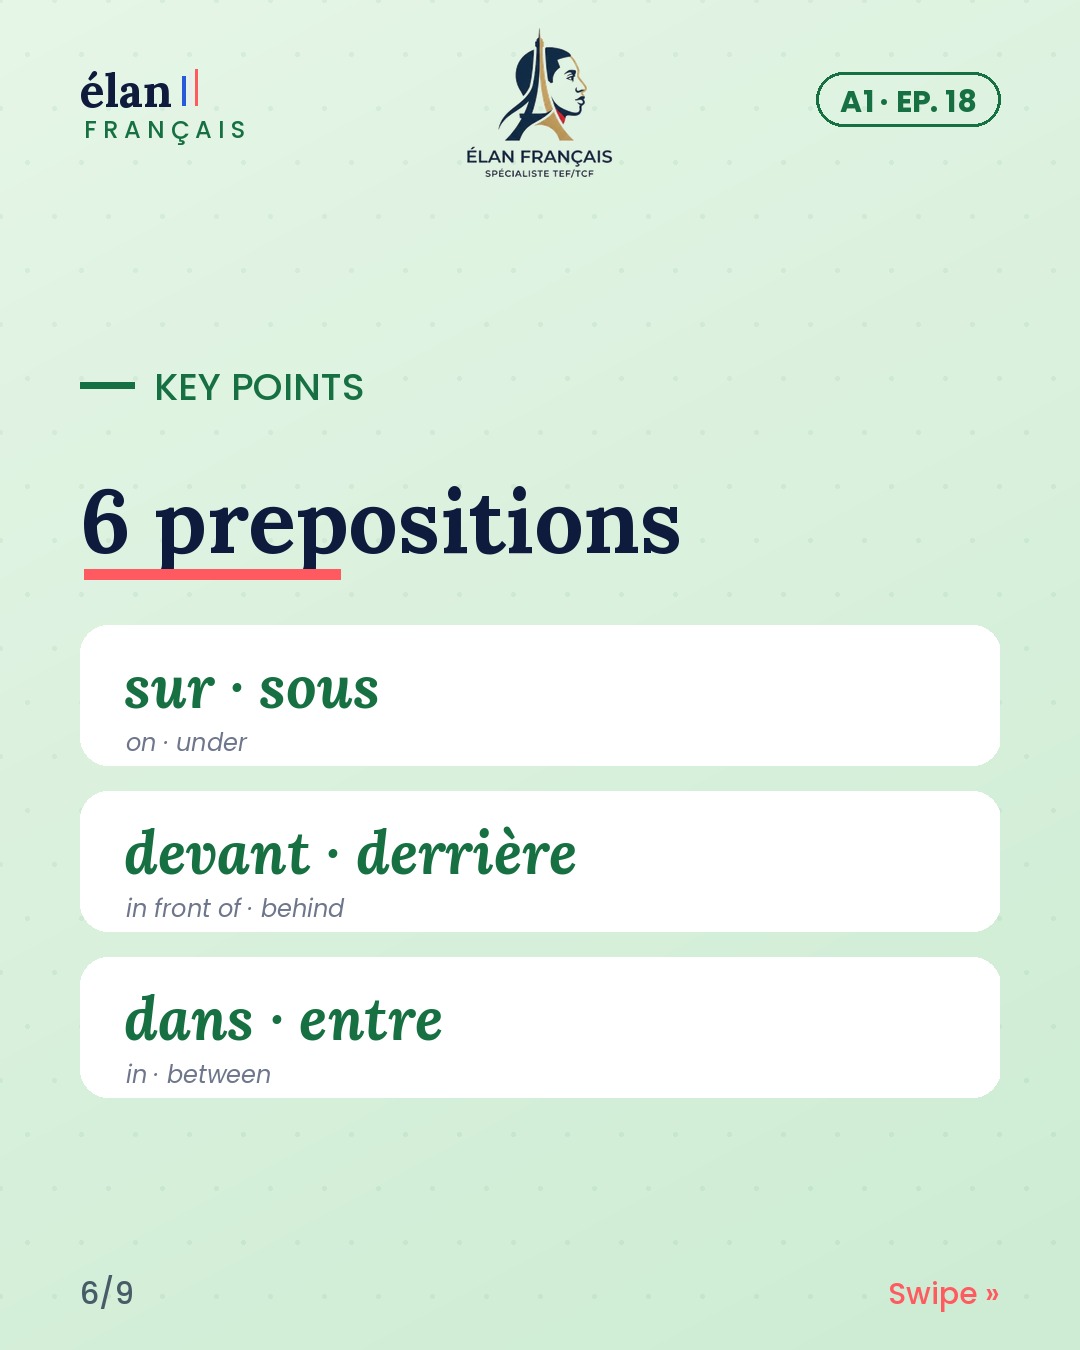 élan
FRANÇAIS
ÉLAN FRANÇAIS
SPÉCIALISTE TEF/TCF
A1 · EP. 18
KEY POINTS
6 prepositions
sur · sous
on · under
devant · derrière
in front of · behind
dans · entre
in · between
6/9
Swipe »